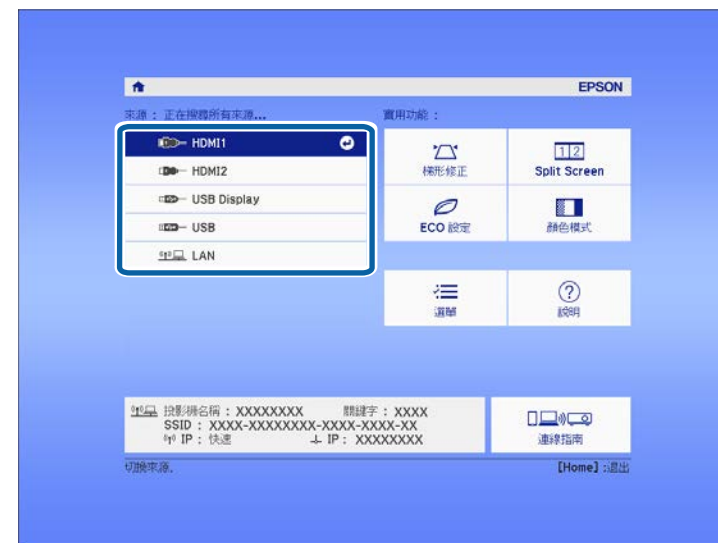 EPSON
來源 : 正在搜尋所有來源...
HDMI1
HDMI2
USB Display
USB
LAN
實用功能 :
梯形修正
1 2
Split Screen
ECO 設定
顏色模式
選單
?
說明
投影機名稱 : XXXXXXXX 關鍵字 : XXXX
SSID : XXXX-XXXXXXXX-XXXX-XXXX-XX
IP : 快速 IP : XXXXXXXX
連線指南
切換來源.
[Home] :退出